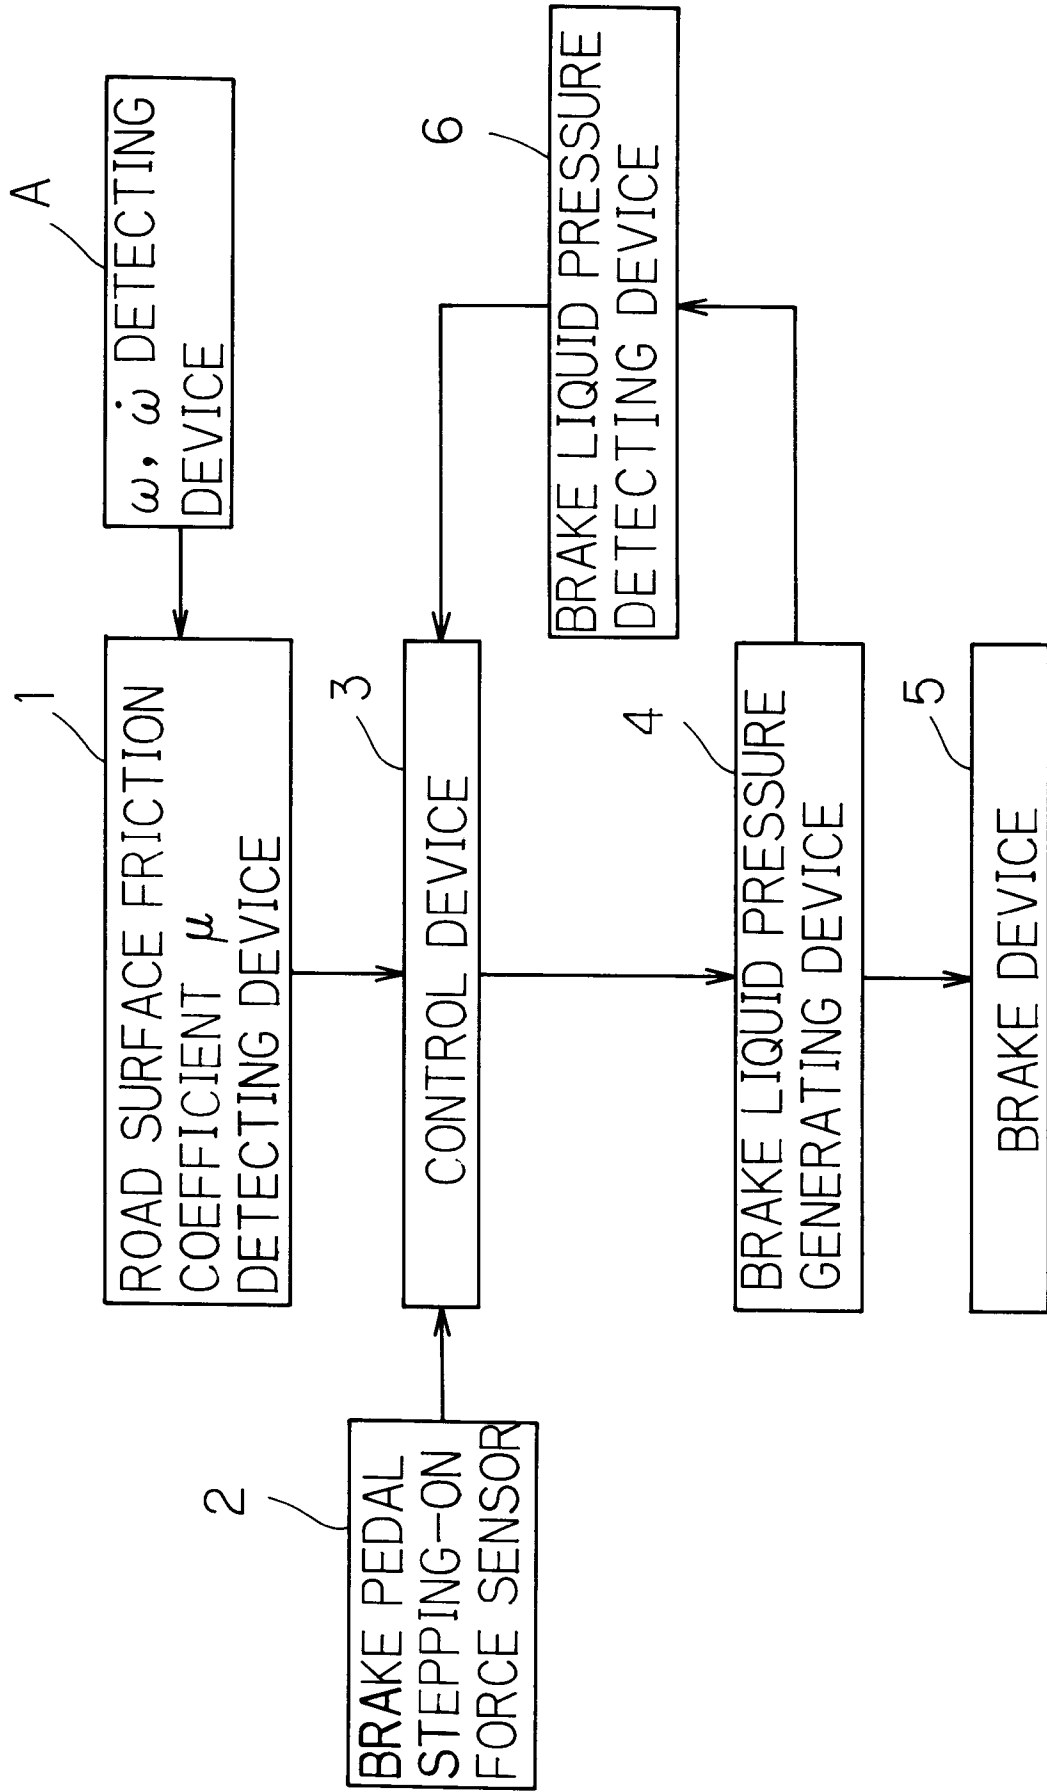 A
ω, ω̇ DETECTING
DEVICE
1
ROAD SURFACE FRICTION
COEFFICIENT μ
DETECTING DEVICE
2
BRAKE PEDAL
STEPPING-ON
FORCE SENSOR
3
CONTROL DEVICE
6
BRAKE LIQUID PRESSURE
DETECTING DEVICE
4
BRAKE LIQUID PRESSURE
GENERATING DEVICE
5
BRAKE DEVICE